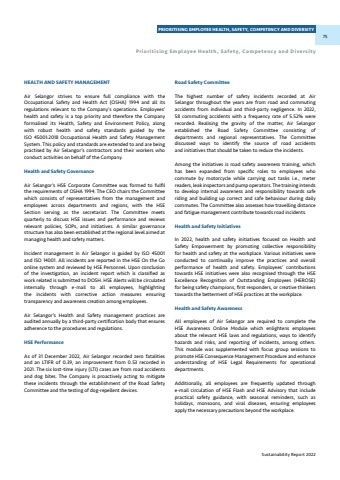 PRIORITISING EMPLOYEE HEALTH, SAFETY, COMPETENCY AND DIVERSITY
75
Prioritising Employee Health, Safety, Competency and Diversity
HEALTH AND SAFETY MANAGEMENT
Air Selangor strives to ensure full compliance with the
Occupational Safety and Health Act (OSHA) 1994 and all its
regulations relevant to the Company's operations. Employees'
health and safety is a top priority and therefore the Company
formalised its Health, Safety and Environment Policy, along
with robust health and safety standards guided by the
ISO 45001:2018 Occupational Health and Safety Management
System. This policy and standards are extended to and are being
practised by Air Selangor's contractors and their workers who
conduct activities on behalf of the Company.
Health and Safety Governance
Air Selangor's HSE Corporate Committee was formed to fulfil
the requirements of OSHA 1994. The CEO chairs the Committee
which consists of representatives from the management and
employees across departments and regions, with the HSE
Section serving as the secretariat. The Committee meets
quarterly to discuss HSE issues and performance and reviews
relevant policies, SOPs, and initiatives. A similar governance
structure has also been established at the regional level aimed at
managing health and safety matters.
Incident management in Air Selangor is guided by ISO 45001
and ISO 14001. All incidents are reported in the HSE On the Go
online system and reviewed by HSE Personnel. Upon conclusion
of the investigation, an incident report which is classified as
work related is submitted to DOSH. HSE Alerts will be circulated
internally through e-mail to all employees, highlighting
the incidents with corrective action measures ensuring
transparency and awareness creation among employees.
Air Selangor's Health and Safety management practices are
audited annually by a third-party certification body that ensures
adherence to the procedures and regulations.
HSE Performance
As of 31 December 2022, Air Selangor recorded zero fatalities
and an LTIFR of 0.39, an improvement from 0.53 recorded in
2021. The six lost-time injury (LTI) cases are from road accidents
and dog bites. The Company is proactively acting to mitigate
these incidents through the establishment of the Road Safety
Committee and the testing of dog-repellent devices.
Road Safety Committee
The highest number of safety incidents recorded at Air
Selangor throughout the years are from road and commuting
accidents from individual and third-party negligence. In 2022,
53 commuting accidents with a frequency rate of 5.52% were
recorded. Realising the gravity of the matter, Air Selangor
established the Road Safety Committee consisting of
departments and regional representatives. The Committee
discussed ways to identify the source of road accidents
and initiatives that should be taken to reduce the incidents.
Among the initiatives is road safety awareness training, which
has been expanded from specific roles to employees who
commute by motorcycle while carrying out tasks i.e., meter
readers, leak inspectors and pump operators. The training intends
to develop internal awareness and responsibility towards safe
riding and building up correct and safe behaviour during daily
commutes. The Committee also assesses how travelling distance
and fatigue management contribute towards road incidents.
Health and Safety Initiatives
In 2022, health and safety initiatives focused on Health and
Safety Empowerment by promoting collective responsibility
for health and safety at the workplace. Various initiatives were
conducted to continually improve the practices and overall
performance of health and safety. Employees' contributions
towards HSE initiatives were also recognised through the HSE
Excellence Recognition of Outstanding Employees (HEROSE)
for being safety champions, first responders, or creative thinkers
towards the betterment of HSE practices at the workplace.
Health and Safety Awareness
All employees of Air Selangor are required to complete the
HSE Awareness Online Module which enlightens employees
about the relevant HSE laws and regulations, ways to identify
hazards and risks, and reporting of incidents, among others.
This module was supplemented with focus group sessions to
promote HSE Consequence Management Procedure and enhance
understanding of HSE Legal Requirements for operational
departments.
Additionally, all employees are frequently updated through
e-mail circulation of HSE Flash and HSE Advisory that include
practical safety guidance, with seasonal reminders, such as
holidays, monsoons, and viral diseases, ensuring employees
apply the necessary precautions beyond the workplace.
Sustainability Report 2022